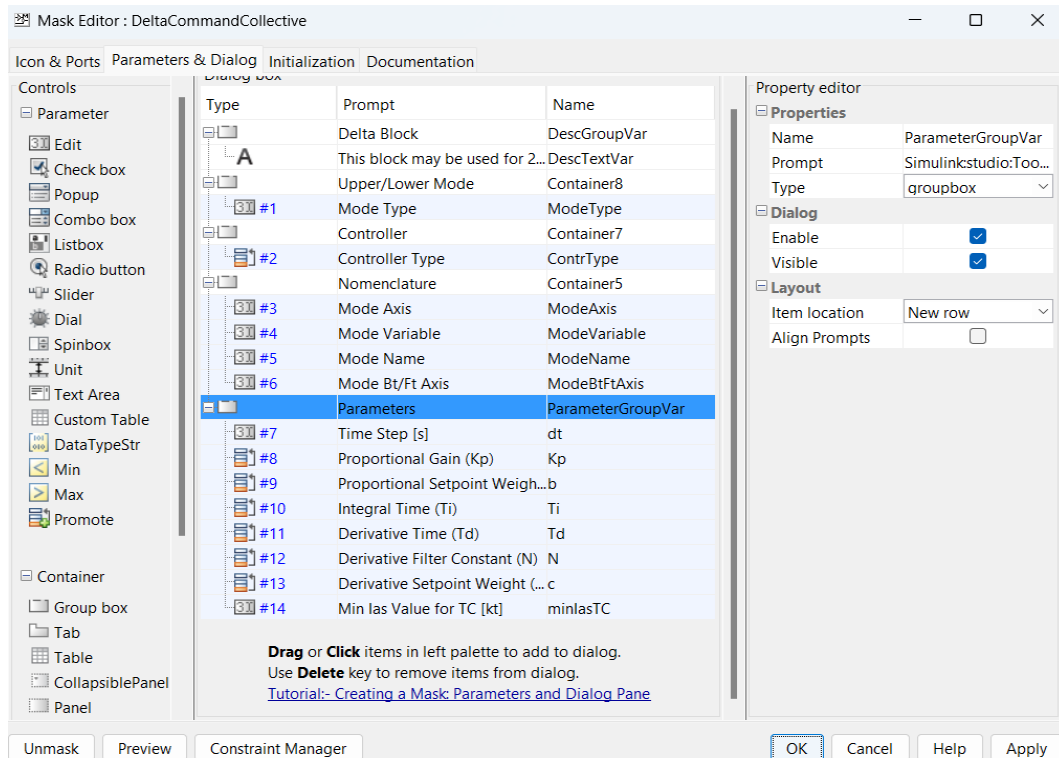 Mask Editor : DeltaCommandCollective
Icon & Ports Parameters & Dialog Initialization Documentation
Controls
Parameter
Edit
Check box
Popup
Combo box
Listbox
Radio button
Slider
Dial
Spinbox
Unit
Text Area
Custom Table
DataTypeStr
Min
Max
Promote
Container
Group box
Tab
Table
CollapsiblePanel
Panel
Dialog box
Type Prompt Name
Delta Block DescGroupVar
A This block may be used for 2... DescTextVar
Upper/Lower Mode Container8
#1 Mode Type ModeType
Controller Container7
#2 Controller Type ContrType
Nomenclature Container5
#3 Mode Axis ModeAxis
#4 Mode Variable ModeVariable
#5 Mode Name ModeName
#6 Mode Bt/Ft Axis ModeBtFtAxis
Parameters ParameterGroupVar
#7 Time Step [s] dt
#8 Proportional Gain (Kp) Kp
#9 Proportional Setpoint Weigh... b
#10 Integral Time (Ti) Ti
#11 Derivative Time (Td) Td
#12 Derivative Filter Constant (N) N
#13 Derivative Setpoint Weight (... c
#14 Min Ias Value for TC [kt] minIasTC
Drag or Click items in left palette to add to dialog.
Use Delete key to remove items from dialog.
Tutorial:- Creating a Mask: Parameters and Dialog Pane
Property editor
Properties
Name ParameterGroupVar
Prompt Simulink:studio:Too...
Type groupbox
Dialog
Enable
Visible
Layout
Item location New row
Align Prompts
Unmask Preview Constraint Manager OK Cancel Help Apply